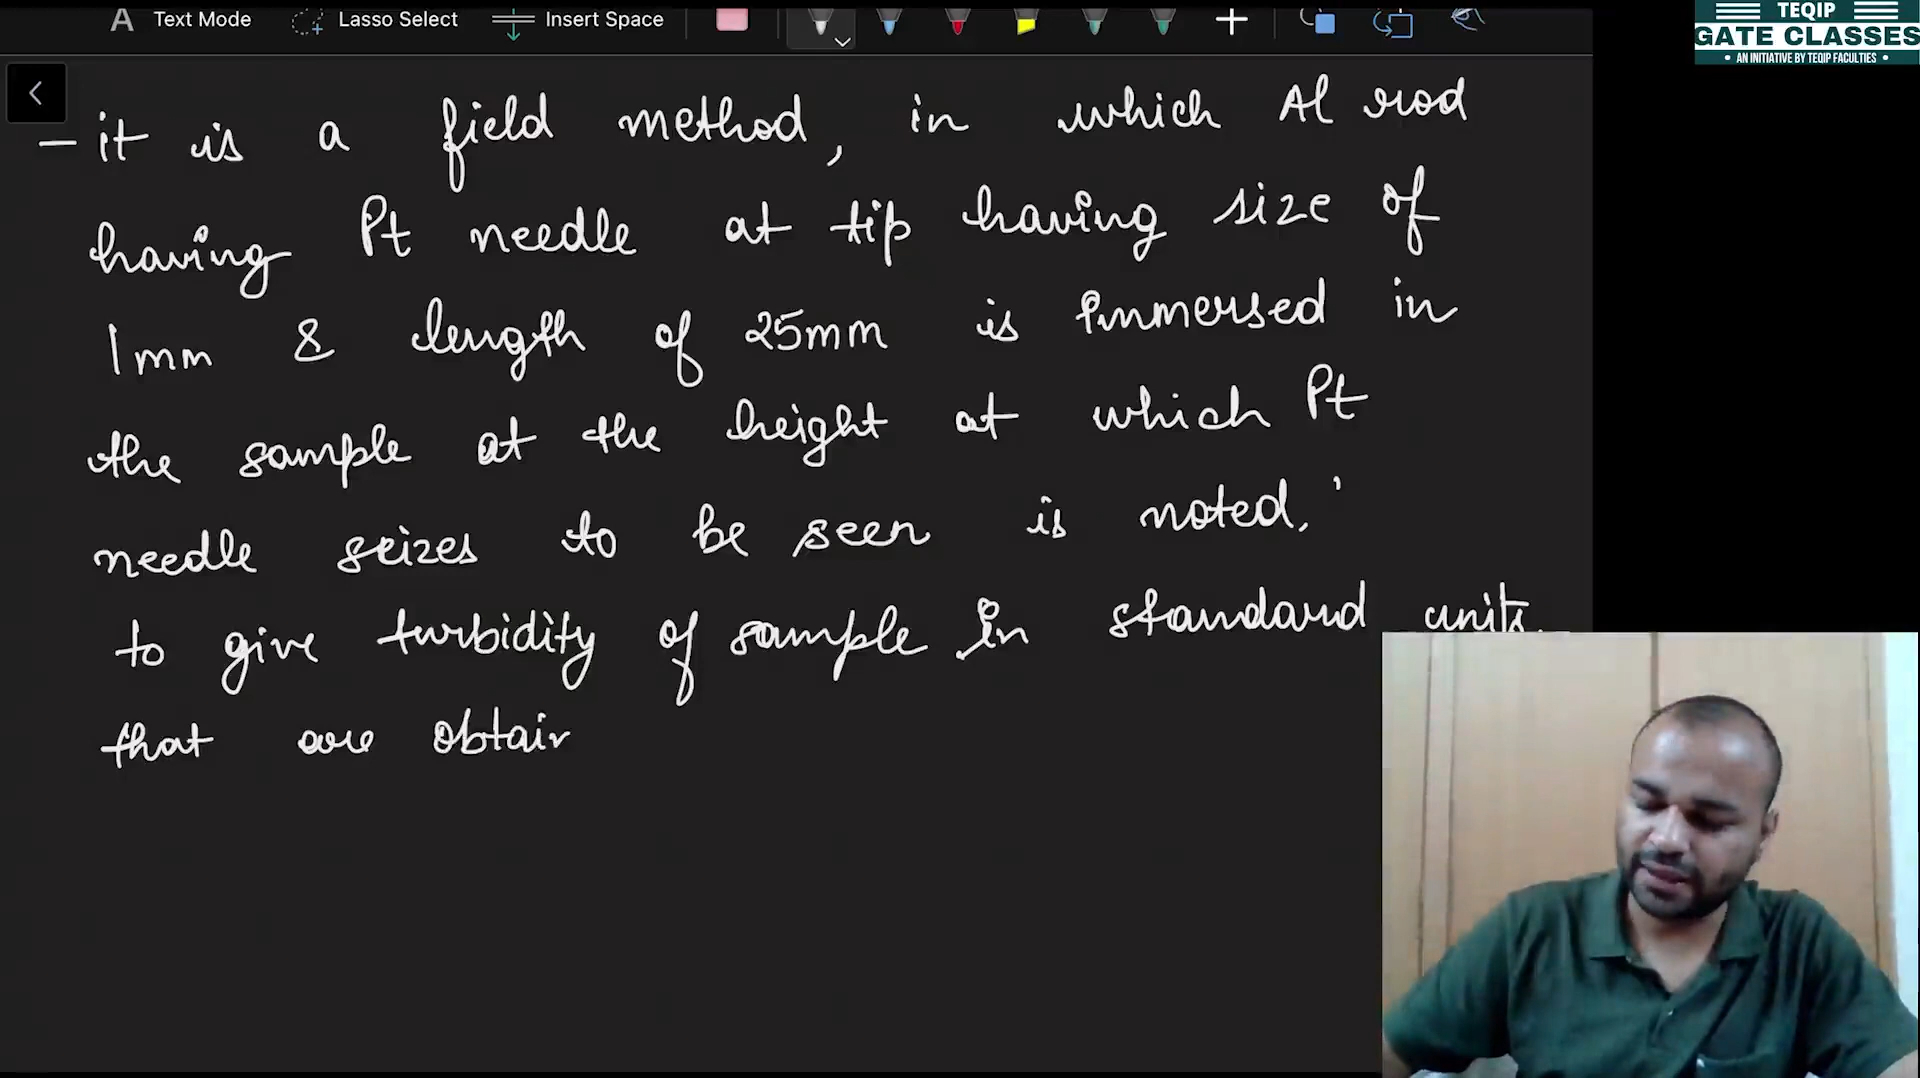 Text Mode Lasso Select Insert Space
TEQIP
GATE CLASSES
• AN INITIATIVE BY TEQIP FACULTIES •
- it is a field method, in which Al rod
having Pt needle at tip having size of
1mm & length of 25mm is immersed in
the sample at the height at which Pt
needle seizes to be seen is noted.
to give turbidity of sample in standard units
that are obtair